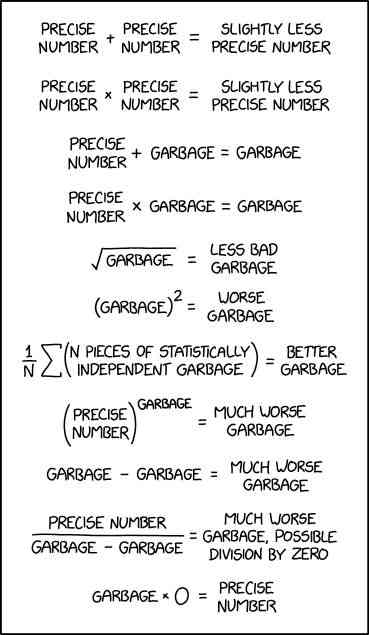 PRECISE NUMBER + PRECISE NUMBER = SLIGHTLY LESS PRECISE NUMBER
PRECISE NUMBER × PRECISE NUMBER = SLIGHTLY LESS PRECISE NUMBER
PRECISE NUMBER + GARBAGE = GARBAGE
PRECISE NUMBER × GARBAGE = GARBAGE
√GARBAGE = LESS BAD GARBAGE
(GARBAGE)² = WORSE GARBAGE
1/N Σ (N PIECES OF STATISTICALLY INDEPENDENT GARBAGE) = BETTER GARBAGE
(PRECISE NUMBER)^GARBAGE = MUCH WORSE GARBAGE
GARBAGE – GARBAGE = MUCH WORSE GARBAGE
PRECISE NUMBER / (GARBAGE – GARBAGE) = MUCH WORSE GARBAGE, POSSIBLE DIVISION BY ZERO
GARBAGE × 0 = PRECISE NUMBER